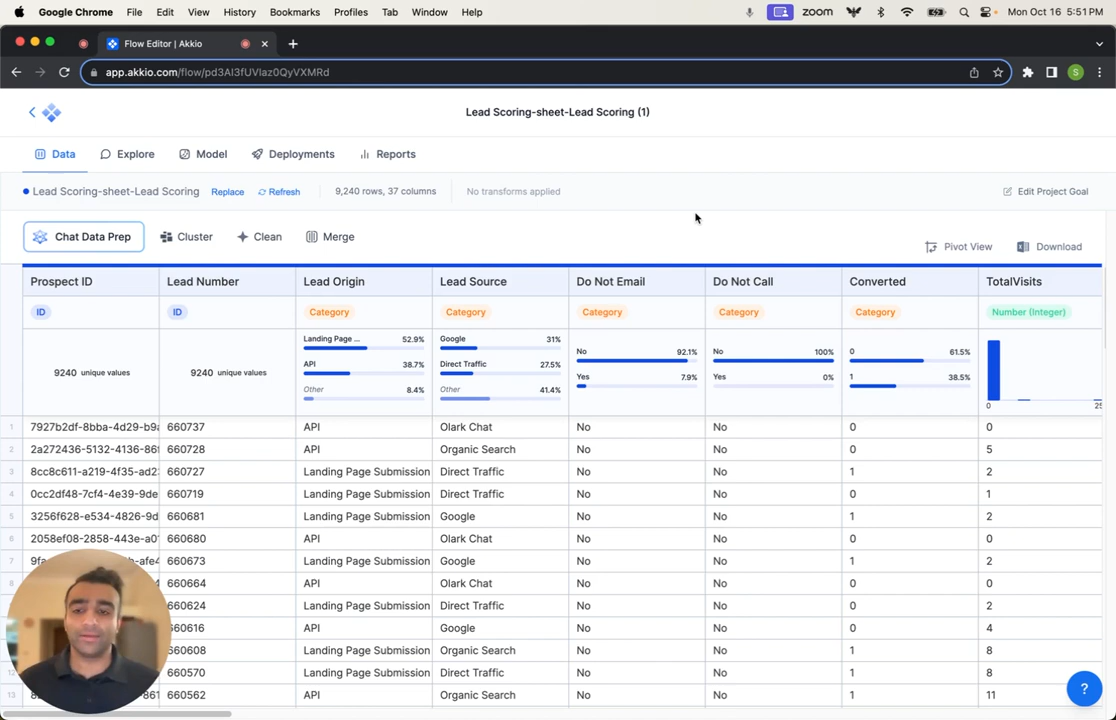 Google Chrome File Edit View History Bookmarks Profiles Tab Window Help zoom Mon Oct 16 5:51 PM
Flow Editor | Akkio
app.akkio.com/flow/pd3AI3fUVIaz0QyVXMRd S
Lead Scoring-sheet-Lead Scoring (1)
Data Explore Model Deployments Reports
Lead Scoring-sheet-Lead Scoring Replace Refresh 9,240 rows, 37 columns No transforms applied Edit Project Goal
Chat Data Prep Cluster Clean Merge Pivot View Download
Prospect ID Lead Number Lead Origin Lead Source Do Not Email Do Not Call Converted TotalVisits
ID ID Category Category Category Category Category Number (Integer)
Landing Page ... 52.9% Google 31% No 92.1% No 100% 0 61.5%
API 38.7% Direct Traffic 27.5% Yes 7.9% Yes 0% 1 38.5%
9240 unique values 9240 unique values
Other 8.4% Other 41.4% 0 25
1 7927b2df-8bba-4d29-b9a 660737 API Olark Chat No No 0 0
2 2a272436-5132-4136-86f 660728 API Organic Search No No 0 5
3 8cc8c611-a219-4f35-ad2 660727 Landing Page Submission Direct Traffic No No 1 2
4 0cc2df48-7cf4-4e39-9de 660719 Landing Page Submission Direct Traffic No No 0 1
5 3256f628-e534-4826-9d 660681 Landing Page Submission Google No No 1 2
6 2058ef08-2858-443e-a0 660680 API Olark Chat No No 0 0
7 660673 Landing Page Submission Google No No 1 2
8 660664 API Olark Chat No No 0 0
660624 Landing Page Submission Direct Traffic No No 0 2
660616 API Google No No 0 4
660608 Landing Page Submission Organic Search No No 1 8
12 660570 Landing Page Submission Direct Traffic No No 1 8
13 660562 API Organic Search No No 1 11
?